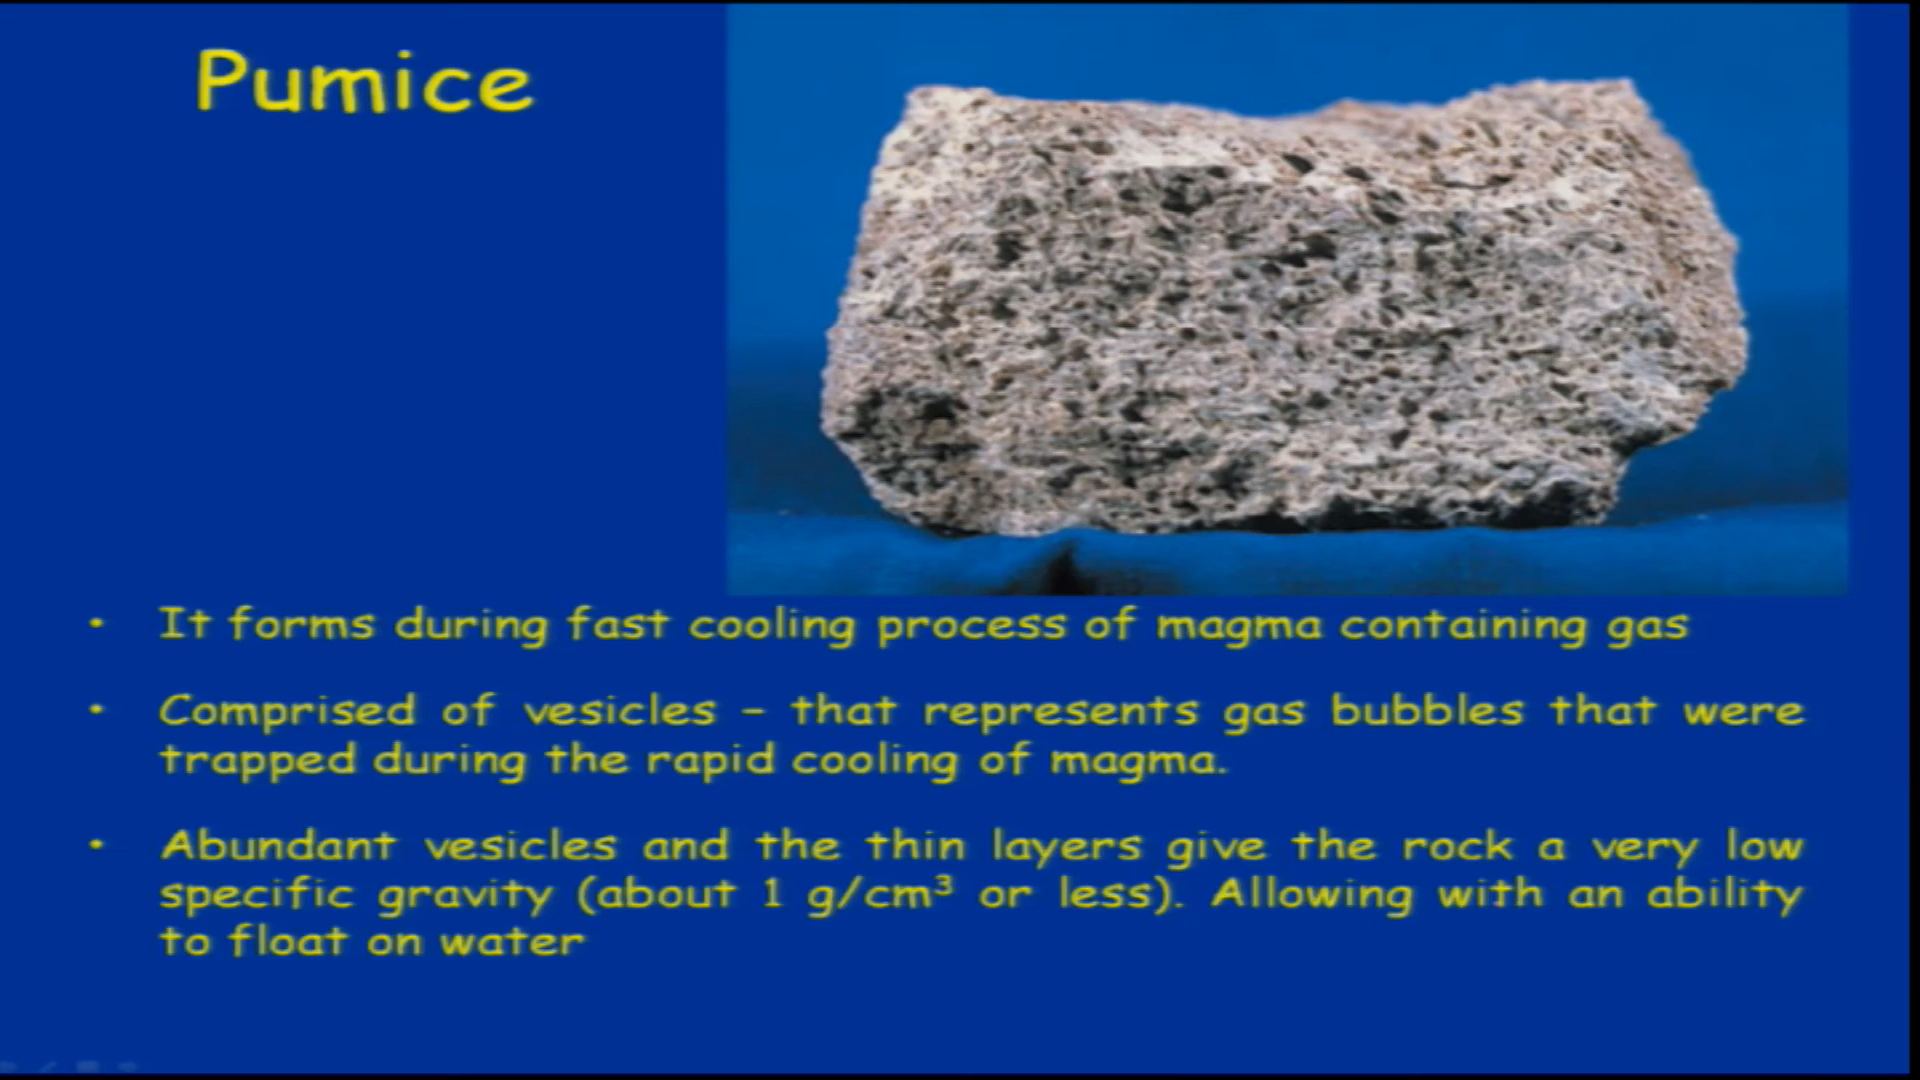 Pumice
• It forms during fast cooling process of magma containing gas
• Comprised of vesicles – that represents gas bubbles that were
trapped during the rapid cooling of magma.
• Abundant vesicles and the thin layers give the rock a very low
specific gravity (about 1 g/cm³ or less). Allowing with an ability
to float on water